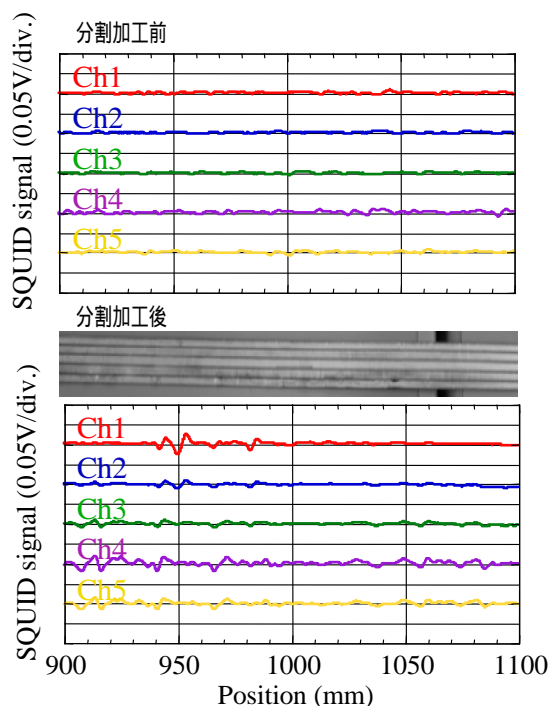 分割加工前
SQUID signal (0.05V/div.)
Ch1
Ch2
Ch3
Ch4
Ch5
分割加工後
SQUID signal (0.05V/div.)
Ch1
Ch2
Ch3
Ch4
Ch5
900 950 1000 1050 1100
Position (mm)